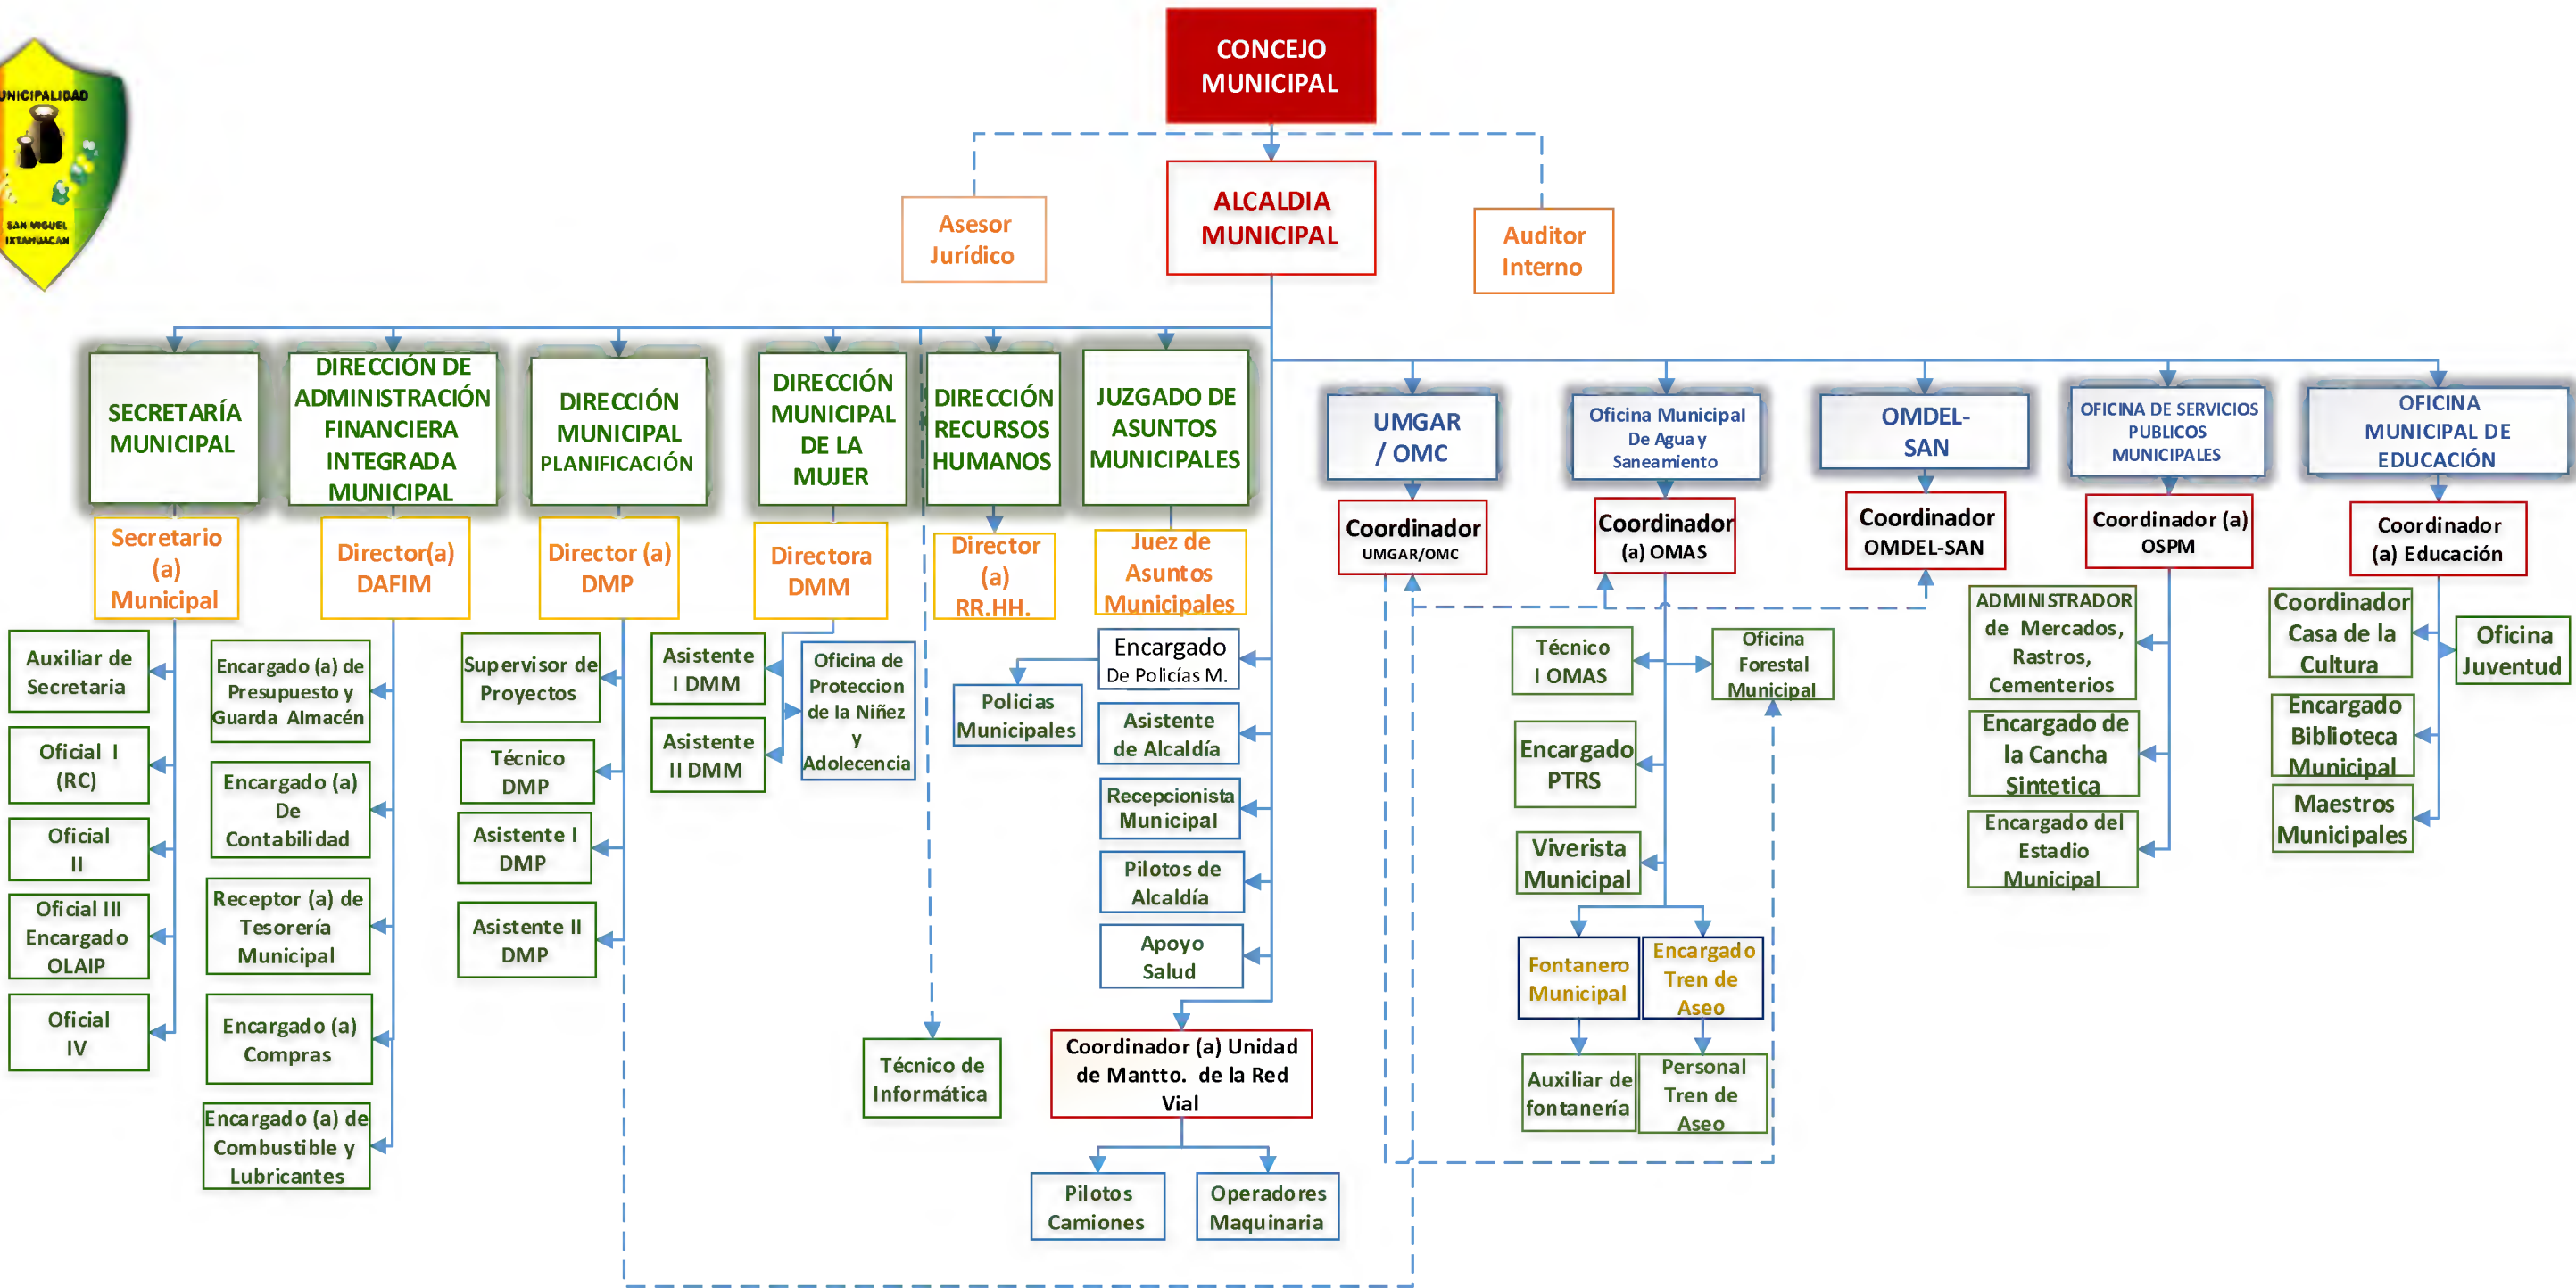 CONCEJO
MUNICIPAL
UNICIPALIDAD
SAN MIGUEL
IXTAHUACAN
ALCALDIA
MUNICIPAL
Asesor
Jurídico
Auditor
Interno
SECRETARÍA
MUNICIPAL
DIRECCIÓN DE
ADMINISTRACIÓN
FINANCIERA
INTEGRADA
MUNICIPAL
DIRECCIÓN
MUNICIPAL
PLANIFICACIÓN
DIRECCIÓN
MUNICIPAL
DE LA
MUJER
DIRECCIÓN
RECURSOS
HUMANOS
JUZGADO DE
ASUNTOS
MUNICIPALES
UMGAR
/ OMC
Oficina Municipal
De Agua y
Saneamiento
OMDEL-
SAN
OFICINA DE SERVICIOS
PUBLICOS
MUNICIPALES
OFICINA
MUNICIPAL DE
EDUCACIÓN
Secretario
(a)
Municipal
Director(a)
DAFIM
Director (a)
DMP
Directora
DMM
Director
(a)
RR.HH.
Juez de
Asuntos
Municipales
Coordinador
UMGAR/OMC
Coordinador
(a) OMAS
Coordinador
OMDEL-SAN
Coordinador (a)
OSPM
Coordinador
(a) Educación
Auxiliar de
Secretaria
Oficial I
(RC)
Oficial
II
Oficial III
Encargado
OLAIP
Oficial
IV
Encargado (a) de
Presupuesto y
Guarda Almacén
Encargado (a)
De
Contabilidad
Receptor (a) de
Tesorería
Municipal
Encargado (a)
Compras
Encargado (a) de
Combustible y
Lubricantes
Supervisor de
Proyectos
Técnico
DMP
Asistente I
DMP
Asistente II
DMP
Asistente
I DMM
Asistente
II DMM
Oficina de
Proteccion
de la Niñez
y
Adolecencia
Técnico de
Informática
Encargado
De Policías M.
Policias
Municipales
Asistente
de Alcaldía
Recepcionista
Municipal
Pilotos de
Alcaldía
Apoyo
Salud
Coordinador (a) Unidad
de Mantto. de la Red
Vial
Pilotos
Camiones
Operadores
Maquinaria
Técnico
I OMAS
Oficina
Forestal
Municipal
Encargado
PTRS
Viverista
Municipal
Fontanero
Municipal
Encargado
Tren de
Aseo
Auxiliar de
fontanería
Personal
Tren de
Aseo
ADMINISTRADOR
de Mercados,
Rastros,
Cementerios
Encargado de
la Cancha
Sintetica
Encargado del
Estadio
Municipal
Coordinador
Casa de la
Cultura
Oficina
Juventud
Encargado
Biblioteca
Municipal
Maestros
Municipales